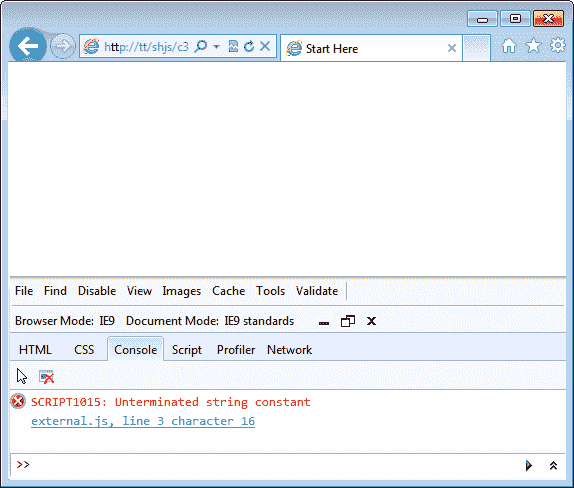 http://tt/shjs/c3
Start Here
File Find Disable View Images Cache Tools Validate
Browser Mode: IE9 Document Mode: IE9 standards
HTML CSS Console Script Profiler Network
SCRIPT1015: Unterminated string constant
external.js, line 3 character 16
>>